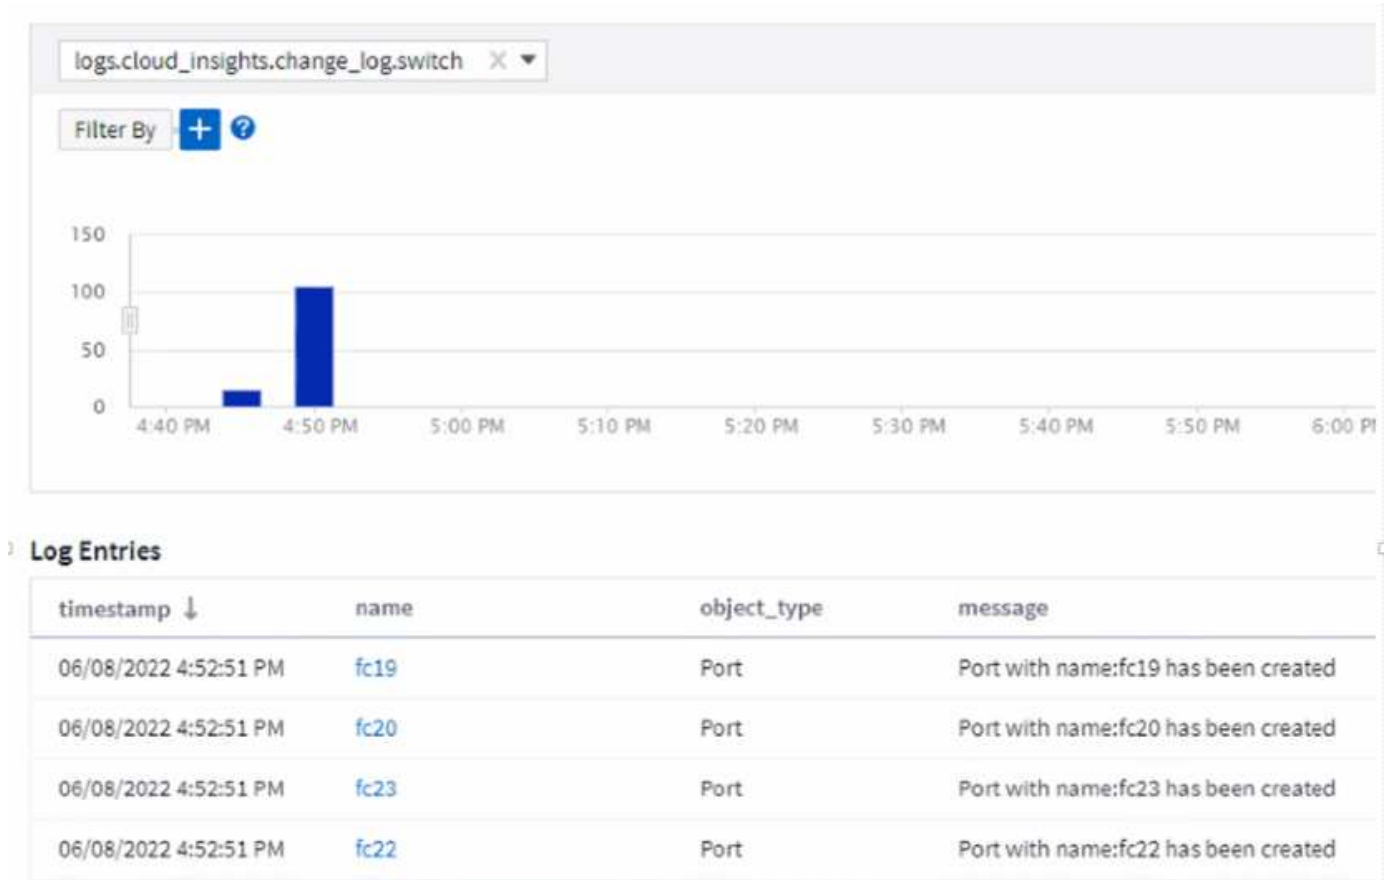 logs.cloud_insights.change_log.switch
Filter By + ?
150
100
50
0
4:40 PM 4:50 PM 5:00 PM 5:10 PM 5:20 PM 5:30 PM 5:40 PM 5:50 PM 6:00
Log Entries
timestamp ↓ name object_type message
06/08/2022 4:52:51 PM fc19 Port Port with name:fc19 has been created
06/08/2022 4:52:51 PM fc20 Port Port with name:fc20 has been created
06/08/2022 4:52:51 PM fc23 Port Port with name:fc23 has been created
06/08/2022 4:52:51 PM fc22 Port Port with name:fc22 has been created